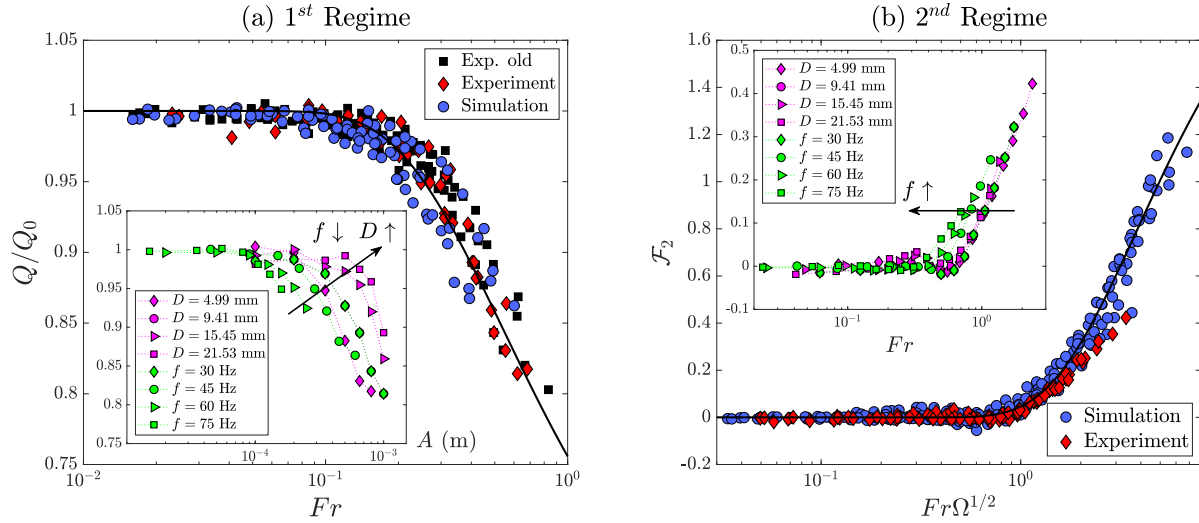 (a) 1st Regime
1.05
1
0.95
0.9
0.85
0.8
0.75
Q/Q0
Exp. old
Experiment
Simulation
1.05
1
0.95
0.9
0.85
0.8
0.75
f ↓ D ↑
D = 4.99 mm
D = 9.41 mm
D = 15.45 mm
D = 21.53 mm
f = 30 Hz
f = 45 Hz
f = 60 Hz
f = 75 Hz
10−4
10−3
A (m)
10−2
10−1
100
Fr
(b) 2nd Regime
1.6
1.4
1.2
1.0
0.8
0.6
0.4
0.2
0
-0.2
F2
0.5
0.4
0.3
0.2
0.1
0
-0.1
D = 4.99 mm
D = 9.41 mm
D = 15.45 mm
D = 21.53 mm
f = 30 Hz
f = 45 Hz
f = 60 Hz
f = 75 Hz
f ↑
10−1
100
Fr
Simulation
Experiment
10−1
100
FrΩ1/2